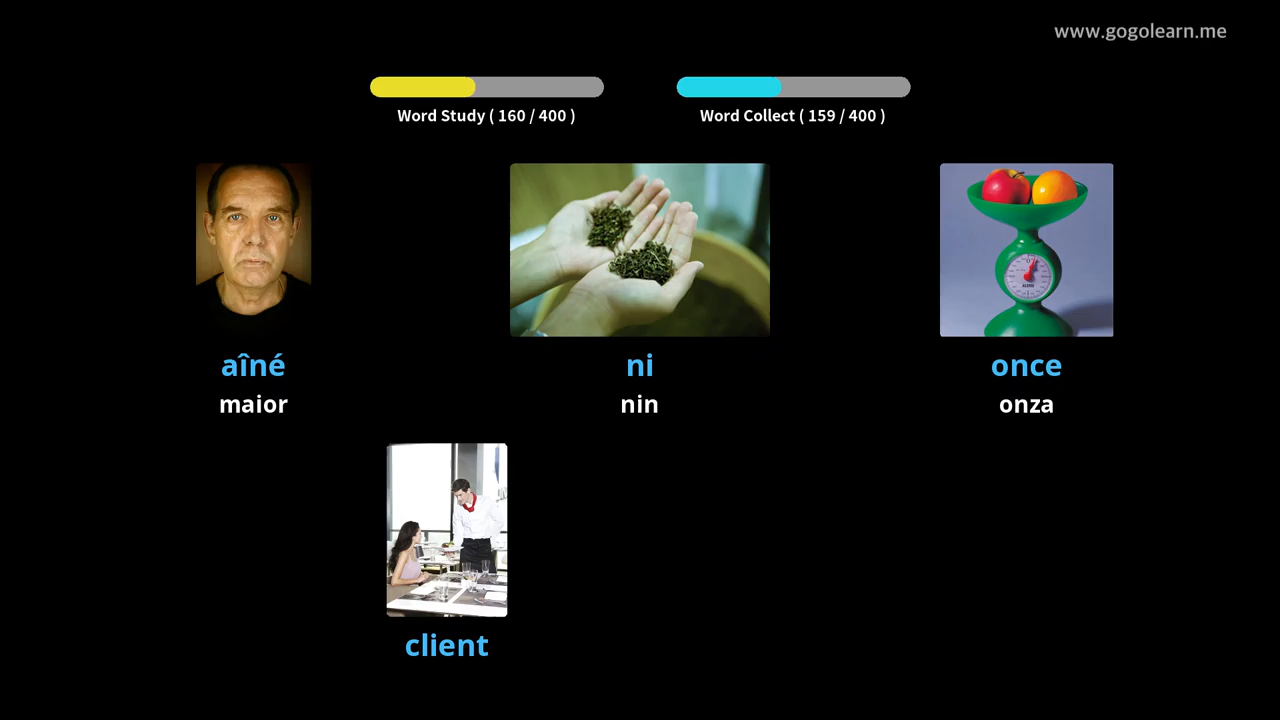 www.gogolearn.me
Word Study ( 160 / 400 )
Word Collect ( 159 / 400 )
aîné
ni
once
maior
nin
onza
client